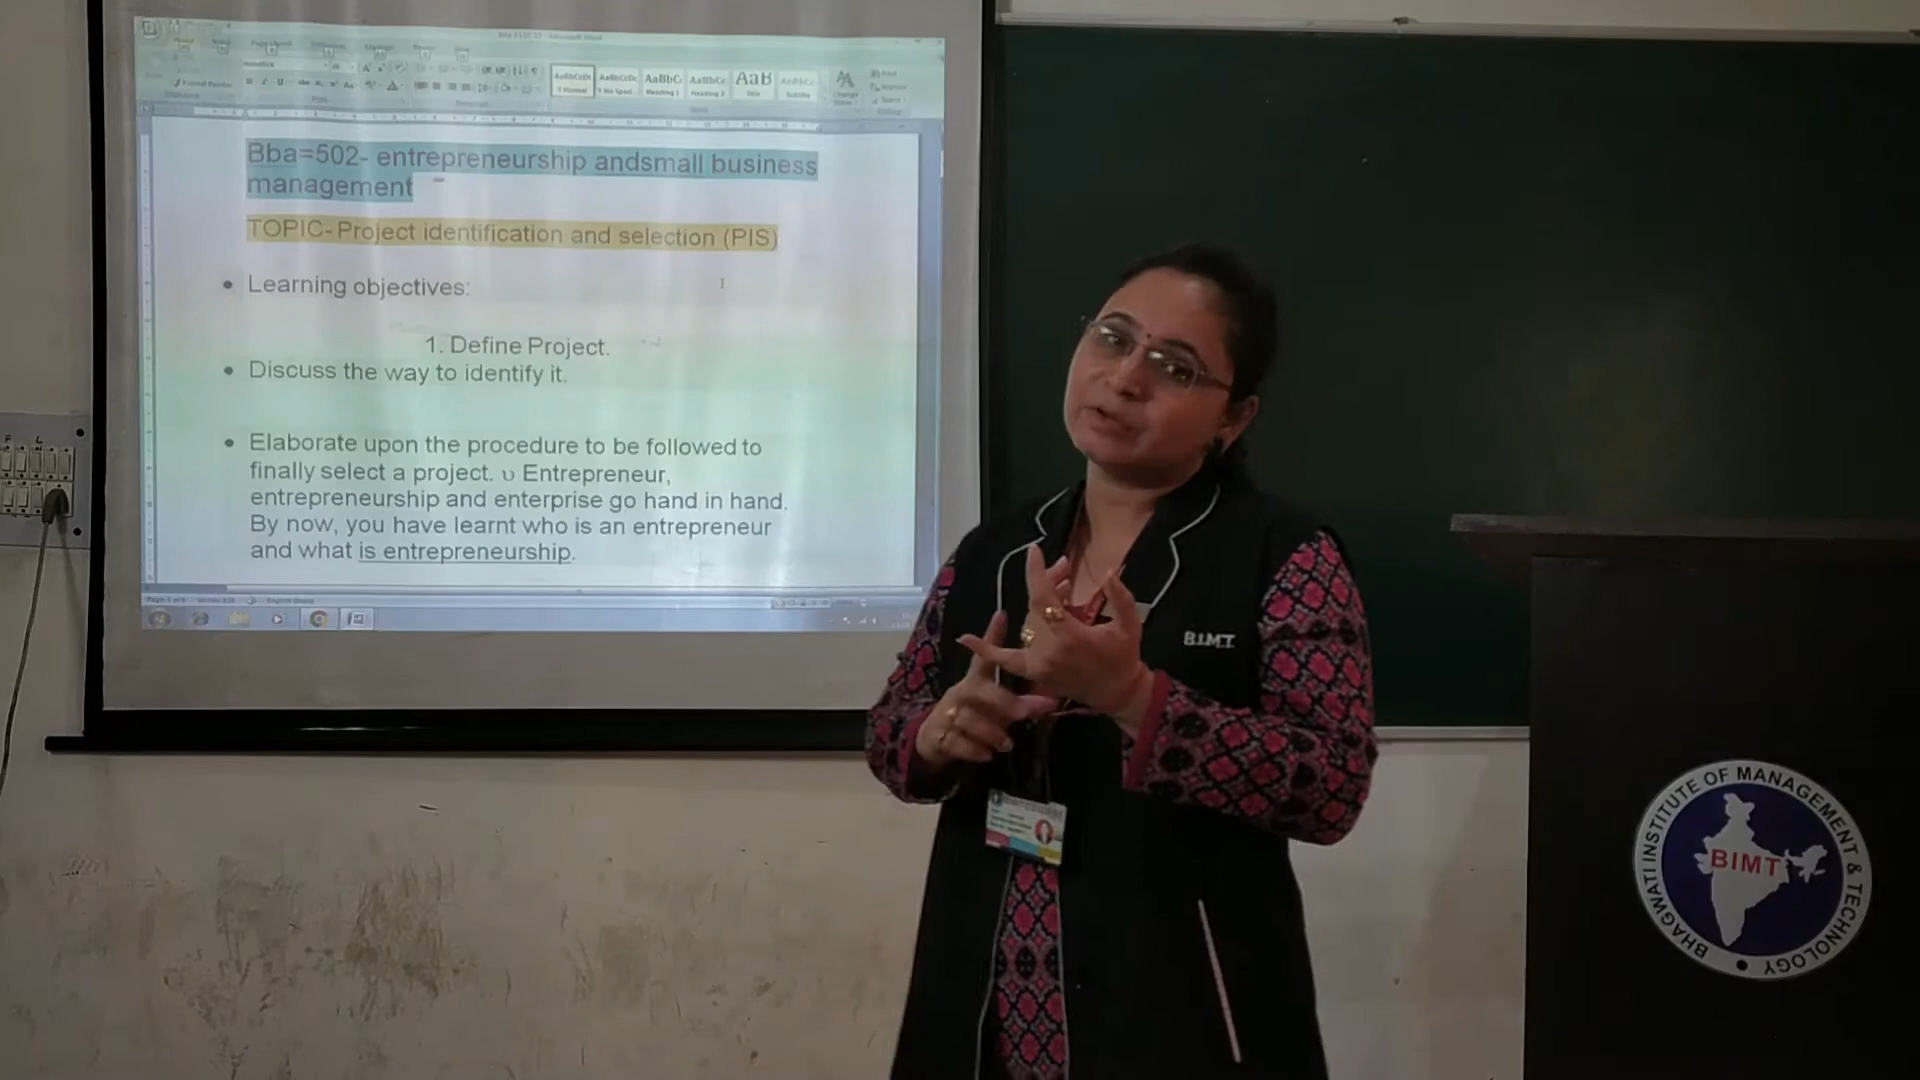 Bba=502- entrepreneurship andsmall business
management
TOPIC- Project identification and selection (PIS)
• Learning objectives:
1. Define Project.
• Discuss the way to identify it.
• Elaborate upon the procedure to be followed to
finally select a project. υ Entrepreneur,
entrepreneurship and enterprise go hand in hand.
By now, you have learnt who is an entrepreneur
and what is entrepreneurship.
B.I.M.T.
BHAGWATI INSTITUTE OF MANAGEMENT & TECHNOLOGY
BIMT